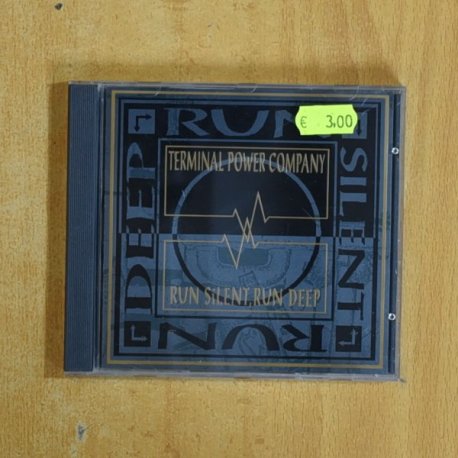 € 3,00
RUN
SILENT
RUN
DEEP
TERMINAL POWER COMPANY
RUN SiLENT, RUN DEEP